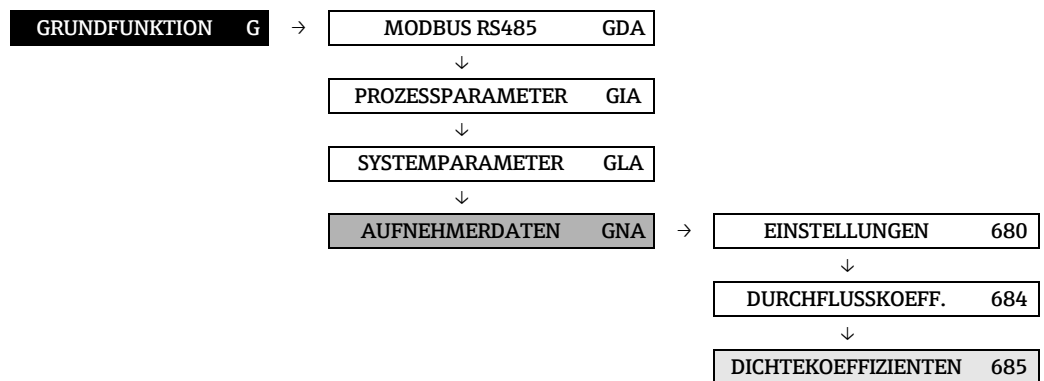 GRUNDFUNKTION G → MODBUS RS485 GDA
↓
PROZESSPARAMETER GIA
↓
SYSTEMPARAMETER GLA
↓
AUFNEHMERDATEN GNA → EINSTELLUNGEN 680
↓
DURCHFLUSSKOEFF. 684
↓
DICHTEKOEFFIZIENTEN 685